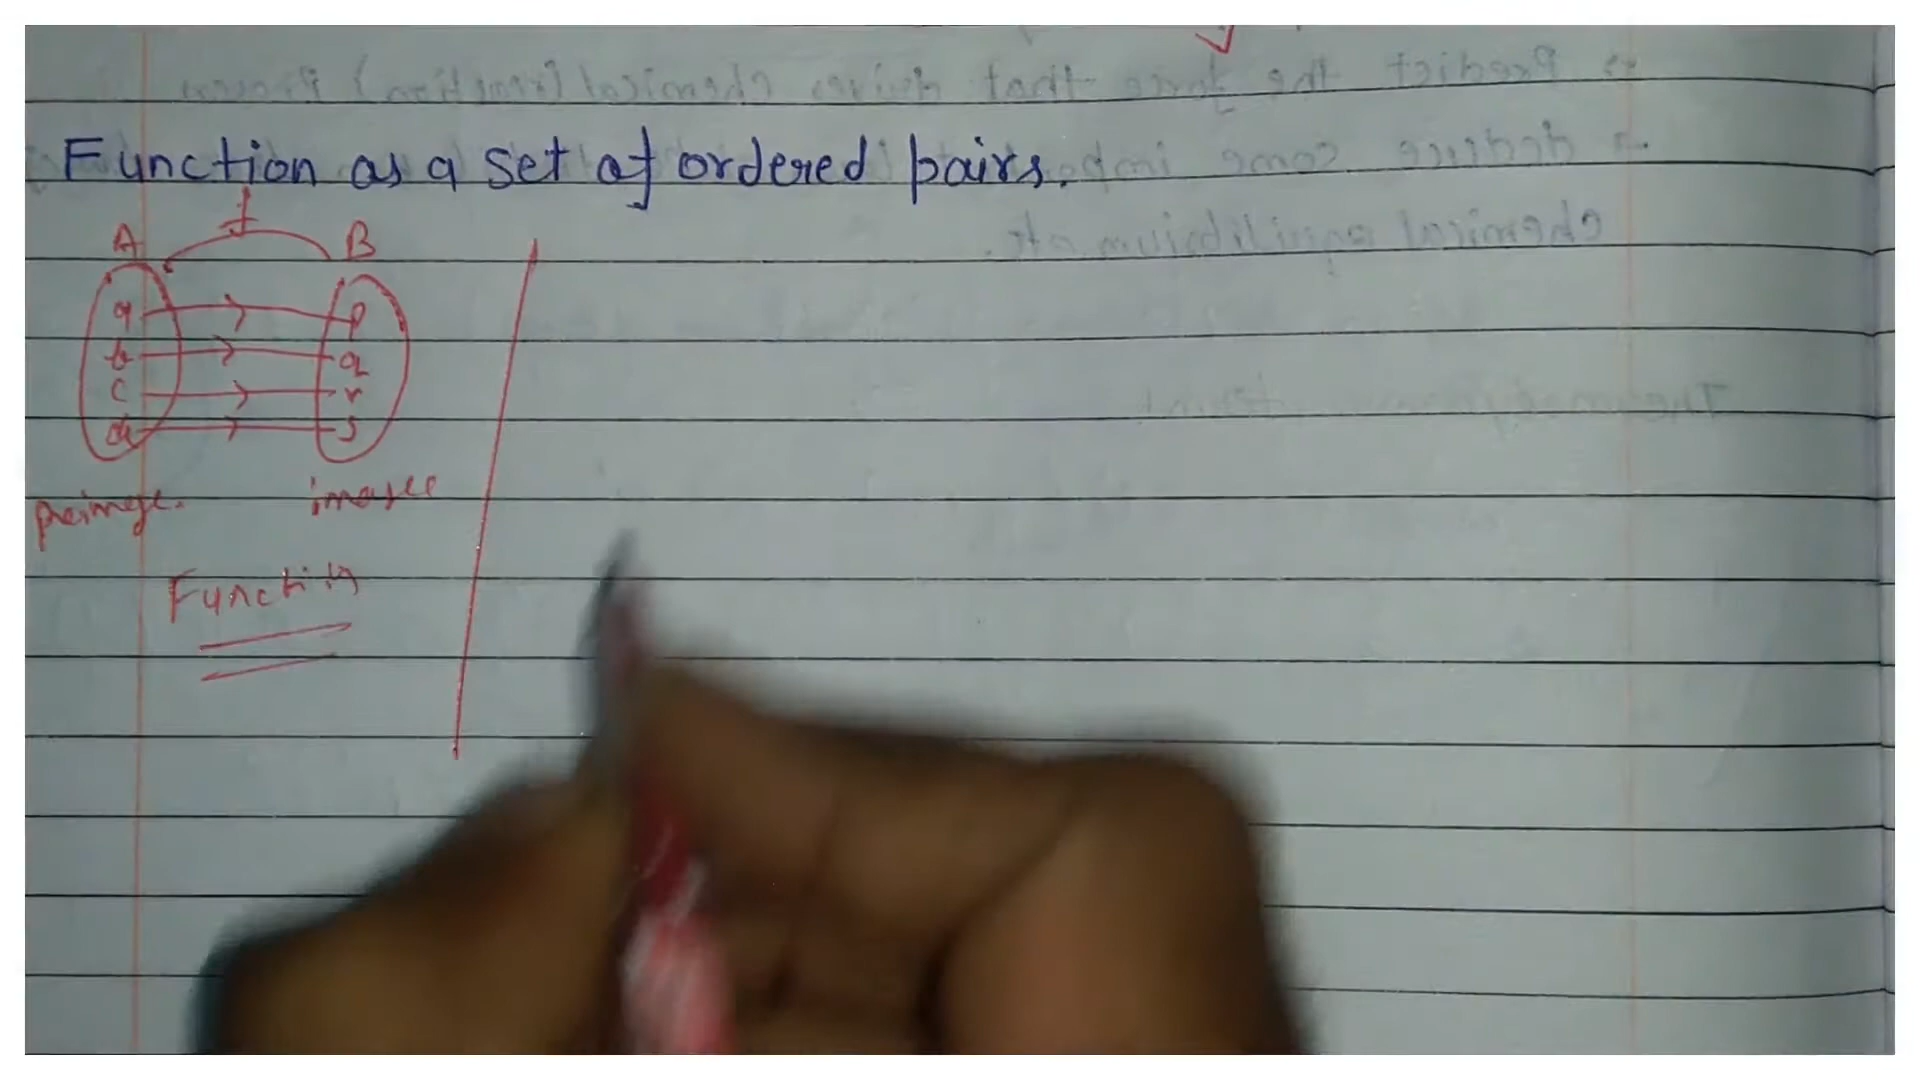 Function as a set of ordered pairs.
f
A B
a p
b q
c r
d s
preimage. images
Function